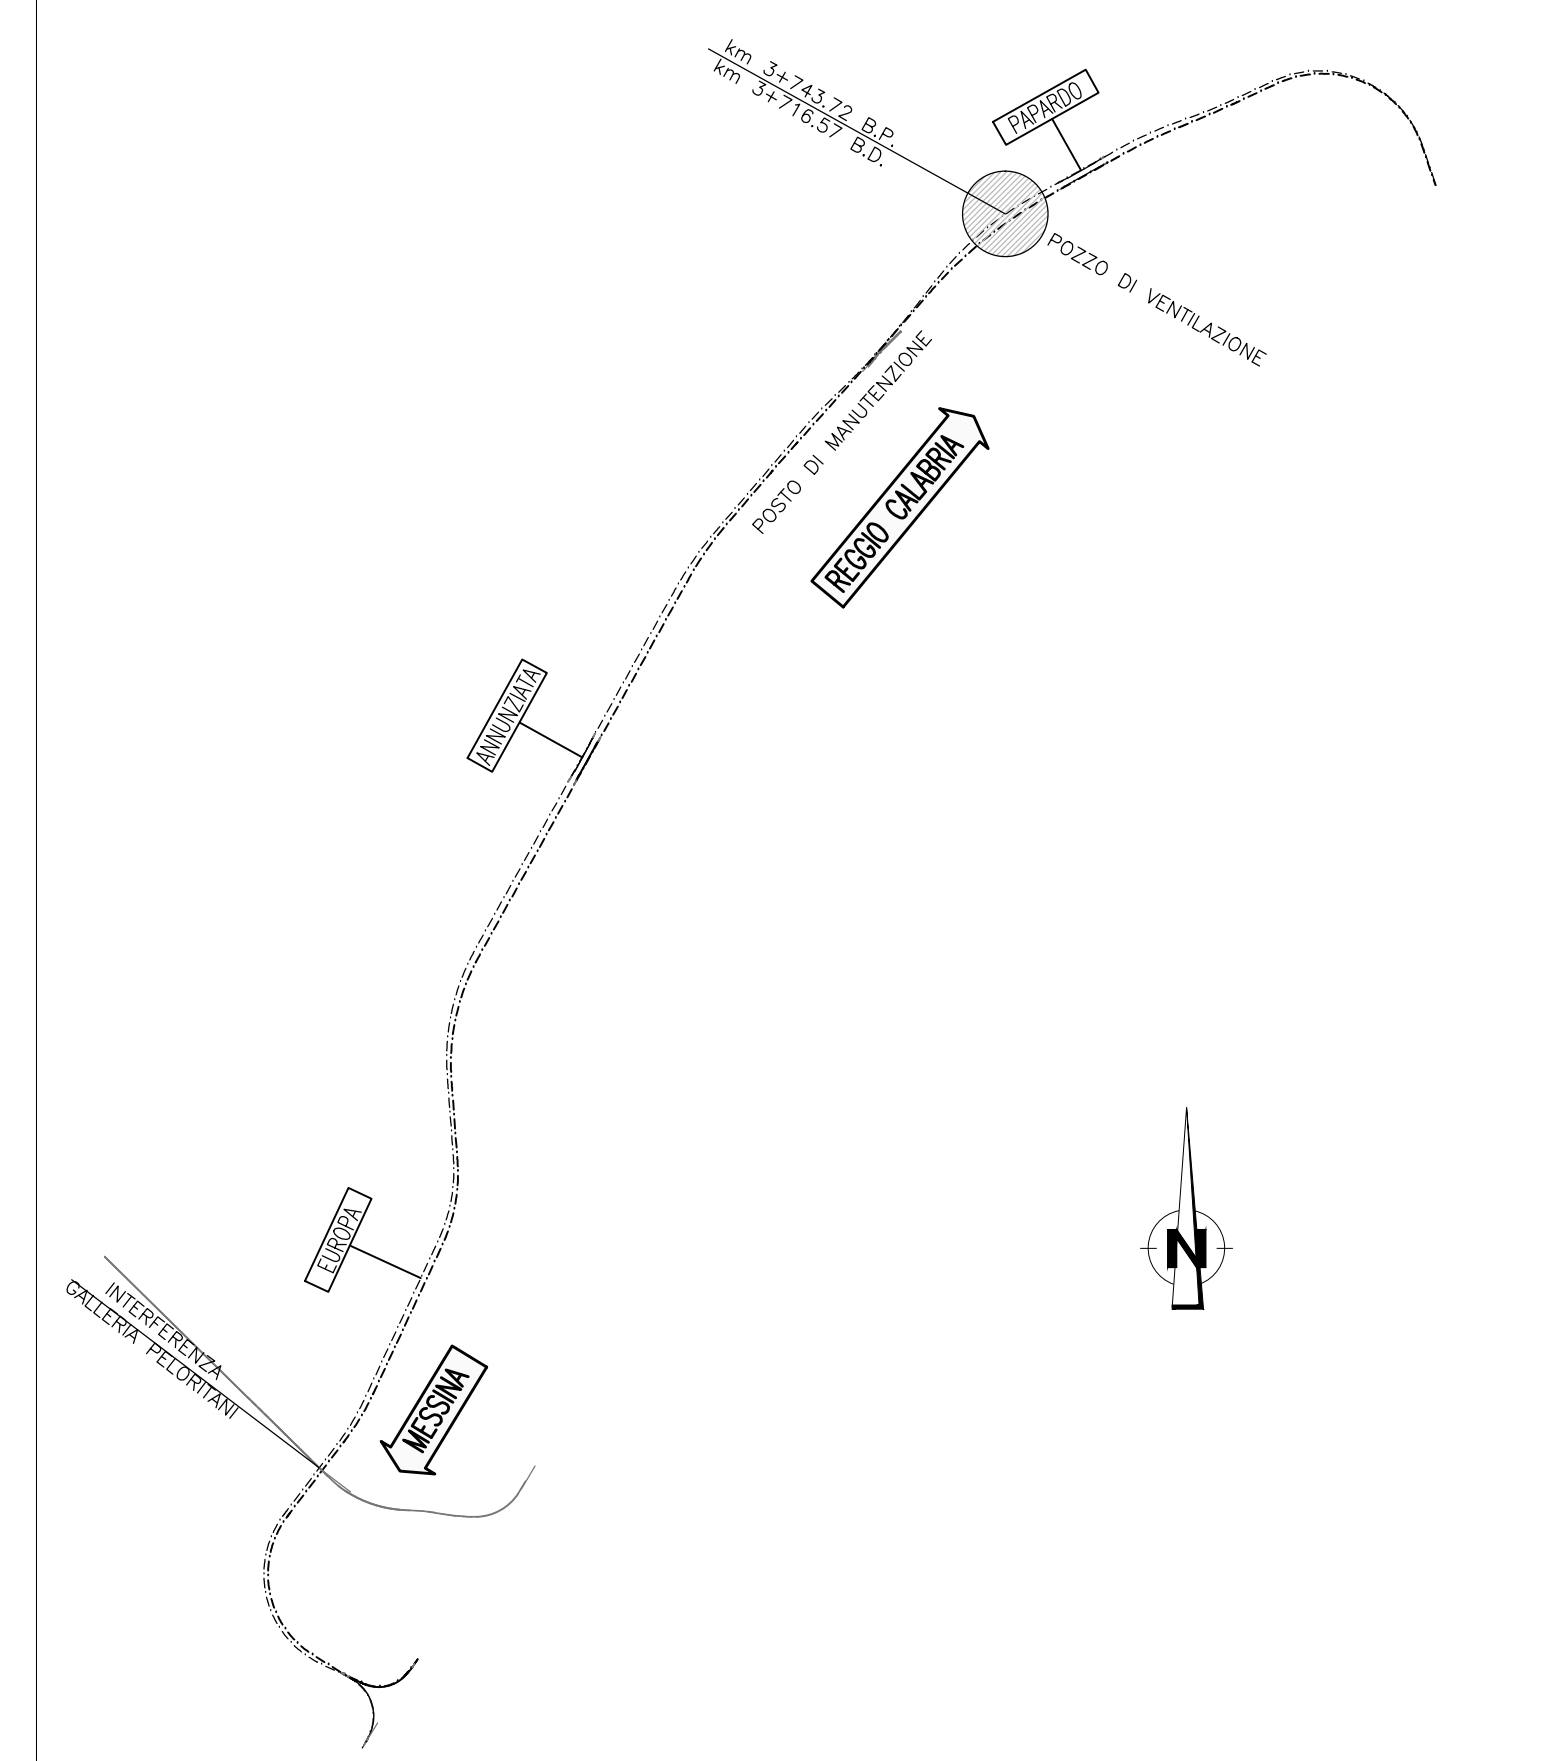 km 3+743.72 B.P.
km 3+716.57 B.D.
PAPARDO
POZZO DI VENTILAZIONE
POSTO DI MANUTENZIONE
REGGIO CALABRIA
ANNUNZIATA
EUROPA
N
INTERFERENZA
GALLERIA PELORITANI
MESSINA